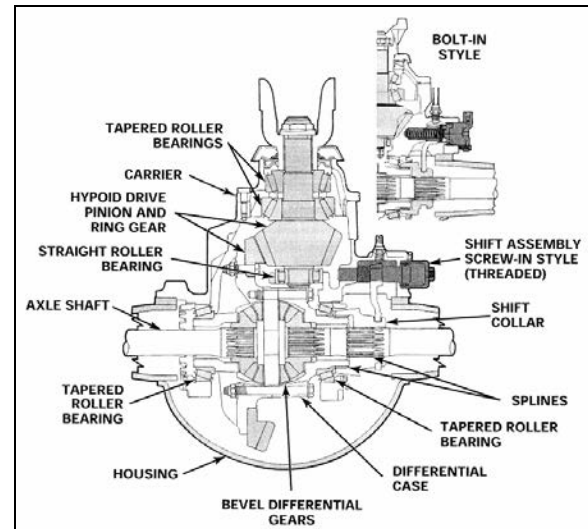 BOLT-IN
STYLE
TAPERED ROLLER
BEARINGS
CARRIER
HYPOID DRIVE
PINION AND
RING GEAR
STRAIGHT ROLLER
BEARING
SHIFT ASSEMBLY
SCREW-IN STYLE
(THREADED)
AXLE SHAFT
SHIFT
COLLAR
TAPERED
ROLLER
BEARING
SPLINES
TAPERED ROLLER
BEARING
HOUSING
DIFFERENTIAL
CASE
BEVEL DIFFERENTIAL
GEARS